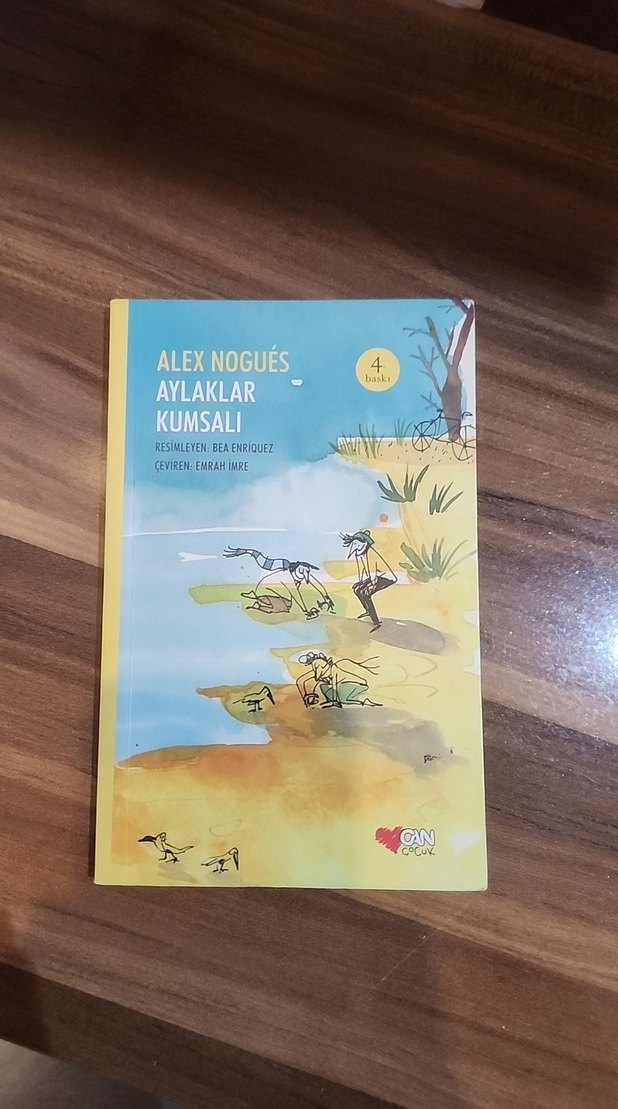 ALEX NOGUÉS
AYLAKLAR
KUMSALI
RESİMLEYEN: BEA ENRÍQUEZ
ÇEVİREN: EMRAH İMRE
4.
baskı
CAN
ÇOCUK